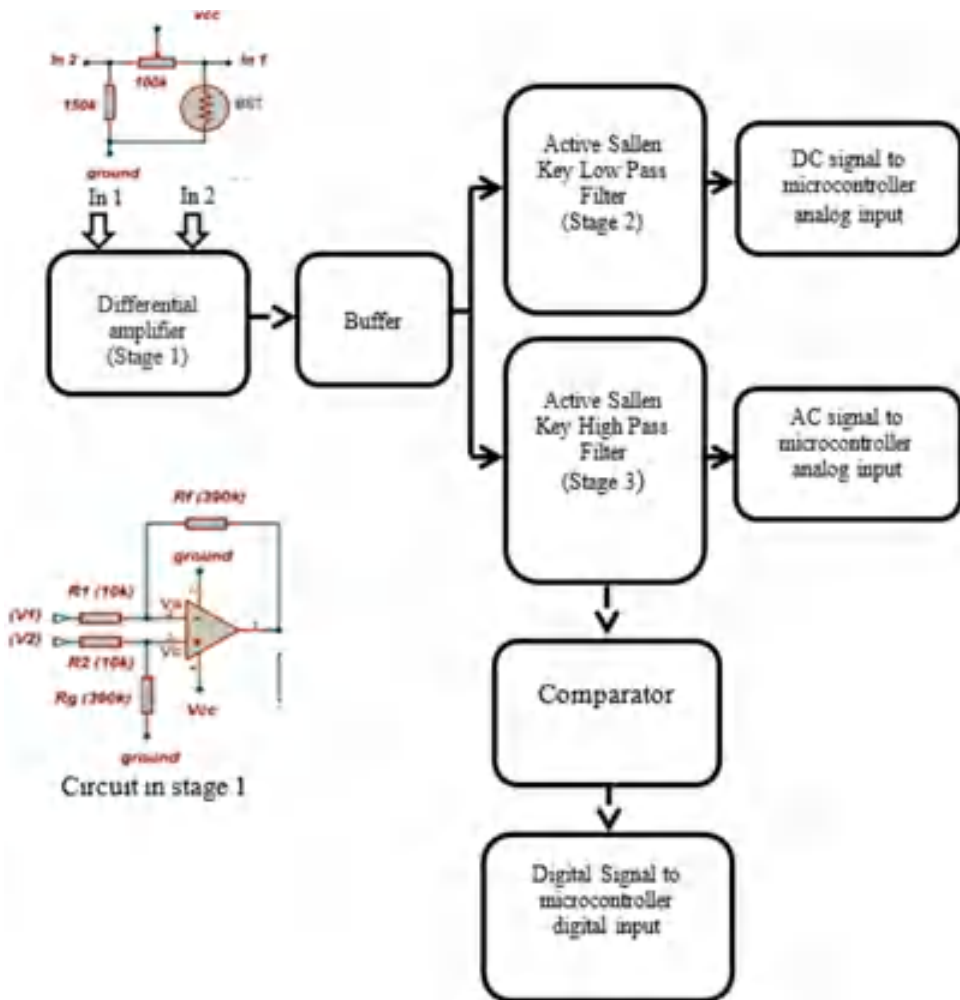 Vcc
In 2
In 1
100k
150k
ground
In 1
In 2
Differential
amplifier
(Stage 1)
Buffer
Active Sallen
Key Low Pass
Filter
(Stage 2)
DC signal to
microcontroller
analog input
Active Sallen
Key High Pass
Filter
(Stage 3)
AC signal to
microcontroller
analog input
Rf (390k)
ground
R1 (10k)
(V1)
(V2)
R2 (10k)
Rg (390k)
Vcc
ground
Circuit in stage 1
Comparator
Digital Signal to
microcontroller
digital input